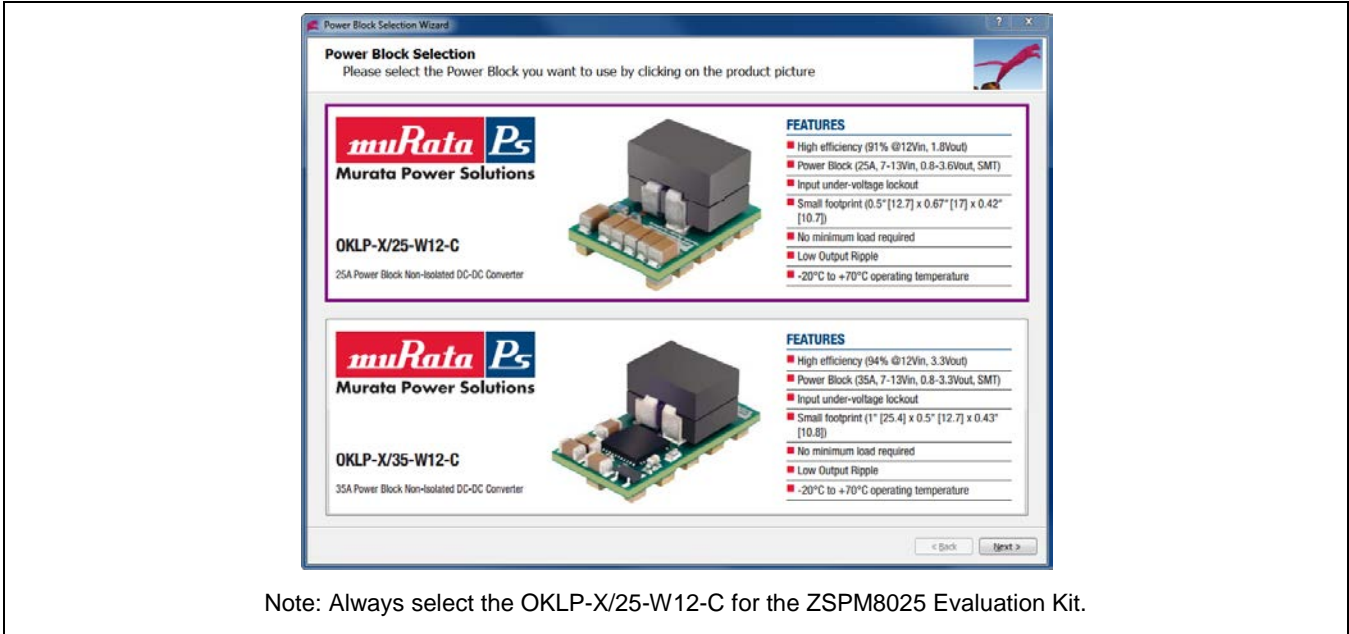 Power Block Selection Wizard
Power Block Selection
Please select the Power Block you want to use by clicking on the product picture
muRata Ps
Murata Power Solutions
OKLP-X/25-W12-C
25A Power Block Non-Isolated DC-DC Converter
FEATURES
High efficiency (91% @12Vin, 1.8Vout)
Power Block (25A, 7-13Vin, 0.8-3.6Vout, SMT)
Input under-voltage lockout
Small footprint (0.5" [12.7] x 0.67" [17] x 0.42"
[10.7])
No minimum load required
Low Output Ripple
-20°C to +70°C operating temperature
muRata Ps
Murata Power Solutions
OKLP-X/35-W12-C
35A Power Block Non-Isolated DC-DC Converter
FEATURES
High efficiency (94% @12Vin, 3.3Vout)
Power Block (35A, 7-13Vin, 0.8-3.3Vout, SMT)
Input under-voltage lockout
Small footprint (1" [25.4] x 0.5" [12.7] x 0.43"
[10.8])
No minimum load required
Low Output Ripple
-20°C to +70°C operating temperature
< Back
Next >
Note: Always select the OKLP-X/25-W12-C for the ZSPM8025 Evaluation Kit.